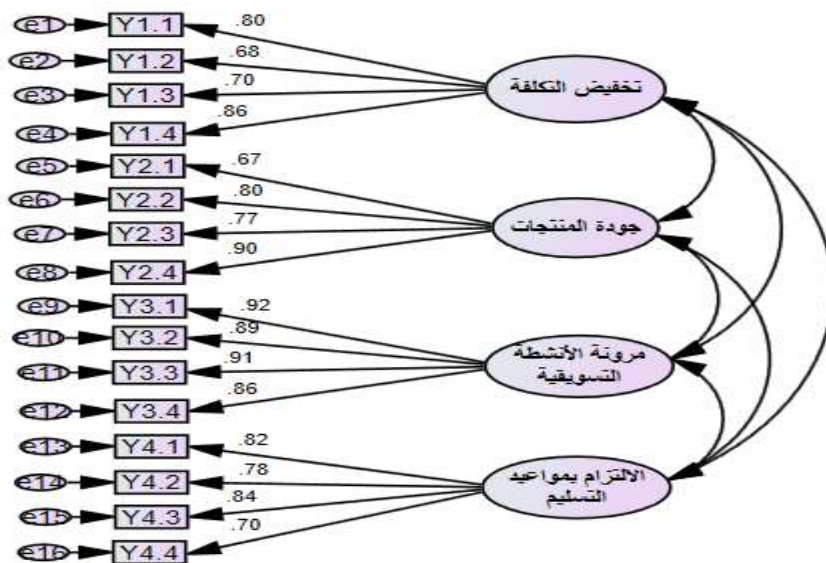 e1 Y1.1 .80
e2 Y1.2 .68
e3 Y1.3 .70
e4 Y1.4 .86
تخفيض التكلفة
e5 Y2.1 .67
e6 Y2.2 .80
e7 Y2.3 .77
e8 Y2.4 .90
جودة المنتجات
e9 Y3.1 .92
e10 Y3.2 .89
e11 Y3.3 .91
e12 Y3.4 .86
مرونة الأنشطة
التسويقية
e13 Y4.1 .82
e14 Y4.2 .78
e15 Y4.3 .84
e16 Y4.4 .70
الالتزام بمواعيد
التسليم